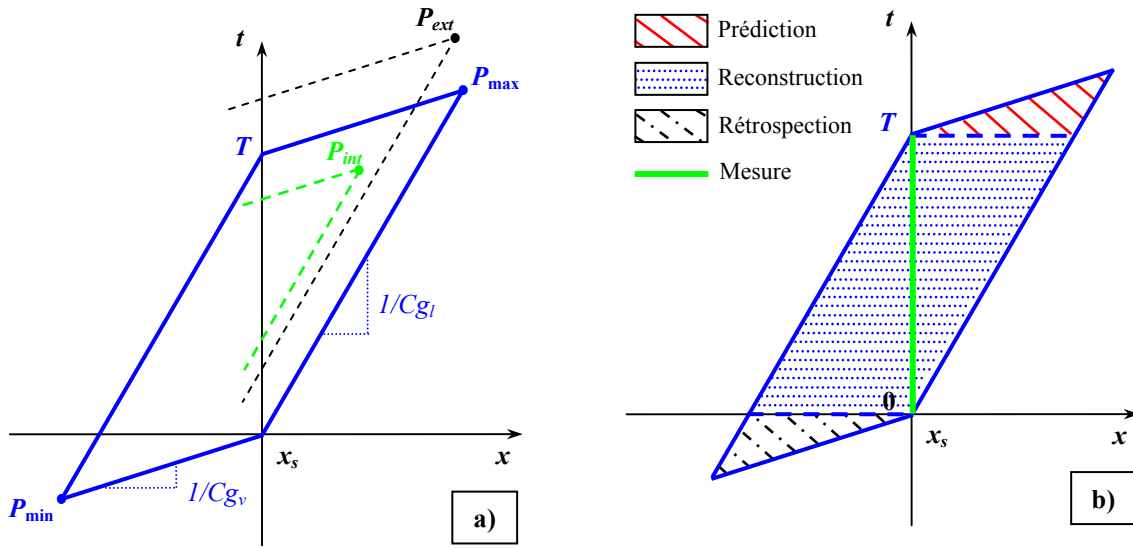 P_ext
t
P_max
T
P_int
1/Cg_l
x_s
x
1/Cg_v
P_min
a)
t
Prédiction
Reconstruction
Rétrospection
T
Mesure
0
x_s
x
b)